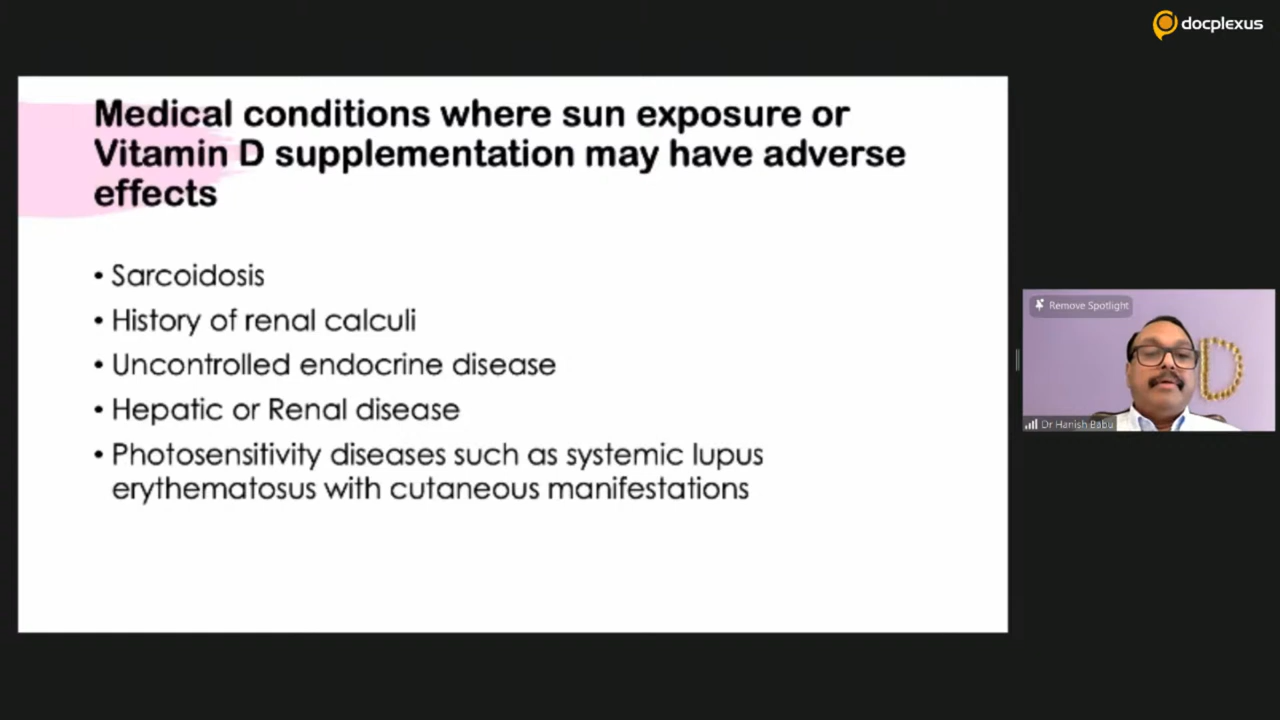 docplexus
Medical conditions where sun exposure or
Vitamin D supplementation may have adverse
effects
• Sarcoidosis
• History of renal calculi
• Uncontrolled endocrine disease
• Hepatic or Renal disease
• Photosensitivity diseases such as systemic lupus
erythematosus with cutaneous manifestations
Remove Spotlight
D
Dr Hanish Babu